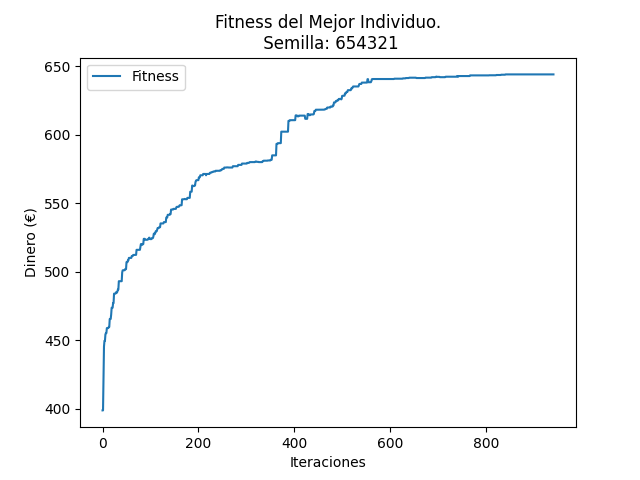 Fitness del Mejor Individuo.
Semilla: 654321
Fitness
650
600
550
500
450
400
Dinero (€)
0 200 400 600 800
Iteraciones